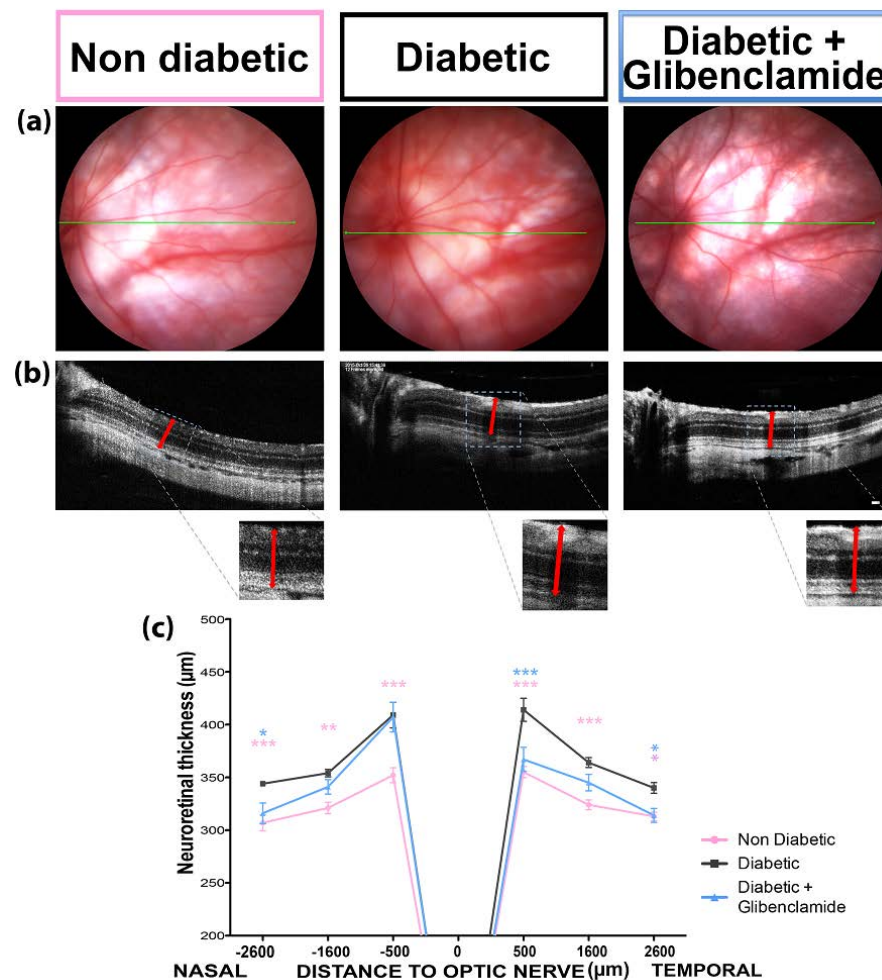 Non diabetic
Diabetic
Diabetic +
Glibenclamide
(a)
(b)
(c)
Neuroretinal thickness (µm)
500
450
400
350
300
250
200
*
***
**
***
***
***
***
*
*
-2600
-1600
-500
0
500
1600
2600
NASAL
DISTANCE TO OPTIC NERVE (µm)
TEMPORAL
Non Diabetic
Diabetic
Diabetic +
Glibenclamide